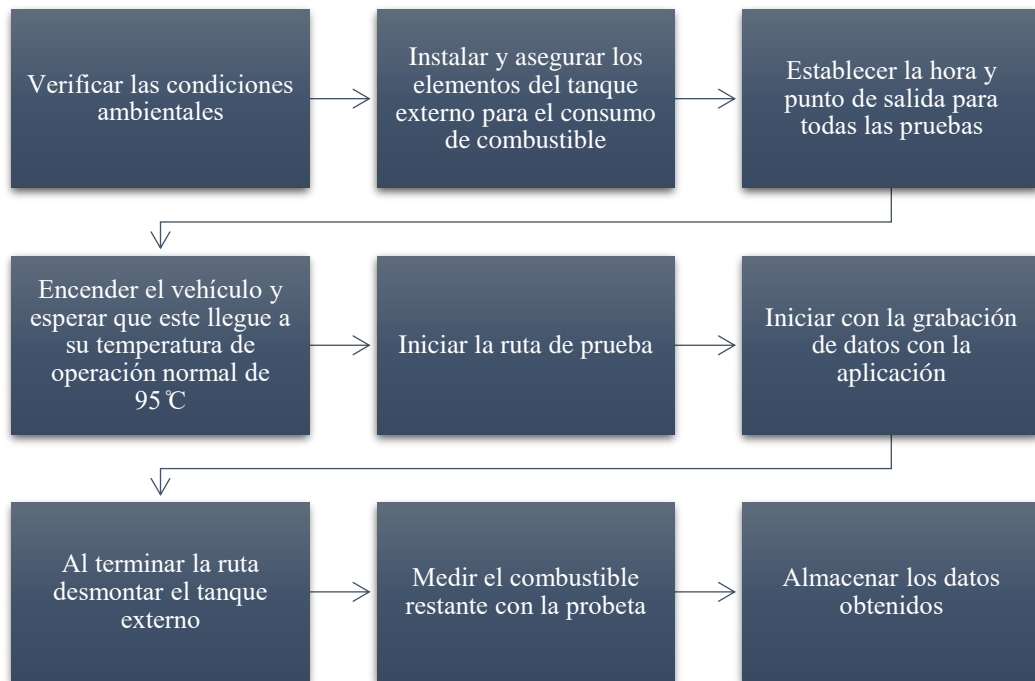 Verificar las condiciones
ambientales
Instalar y asegurar los
elementos del tanque
externo para el consumo
de combustible
Establecer la hora y
punto de salida para
todas las pruebas
Encender el vehículo y
esperar que este llegue a
su temperatura de
operación normal de
95 ℃
Iniciar la ruta de prueba
Iniciar con la grabación
de datos con la
aplicación
Al terminar la ruta
desmontar el tanque
externo
Medir el combustible
restante con la probeta
Almacenar los datos
obtenidos